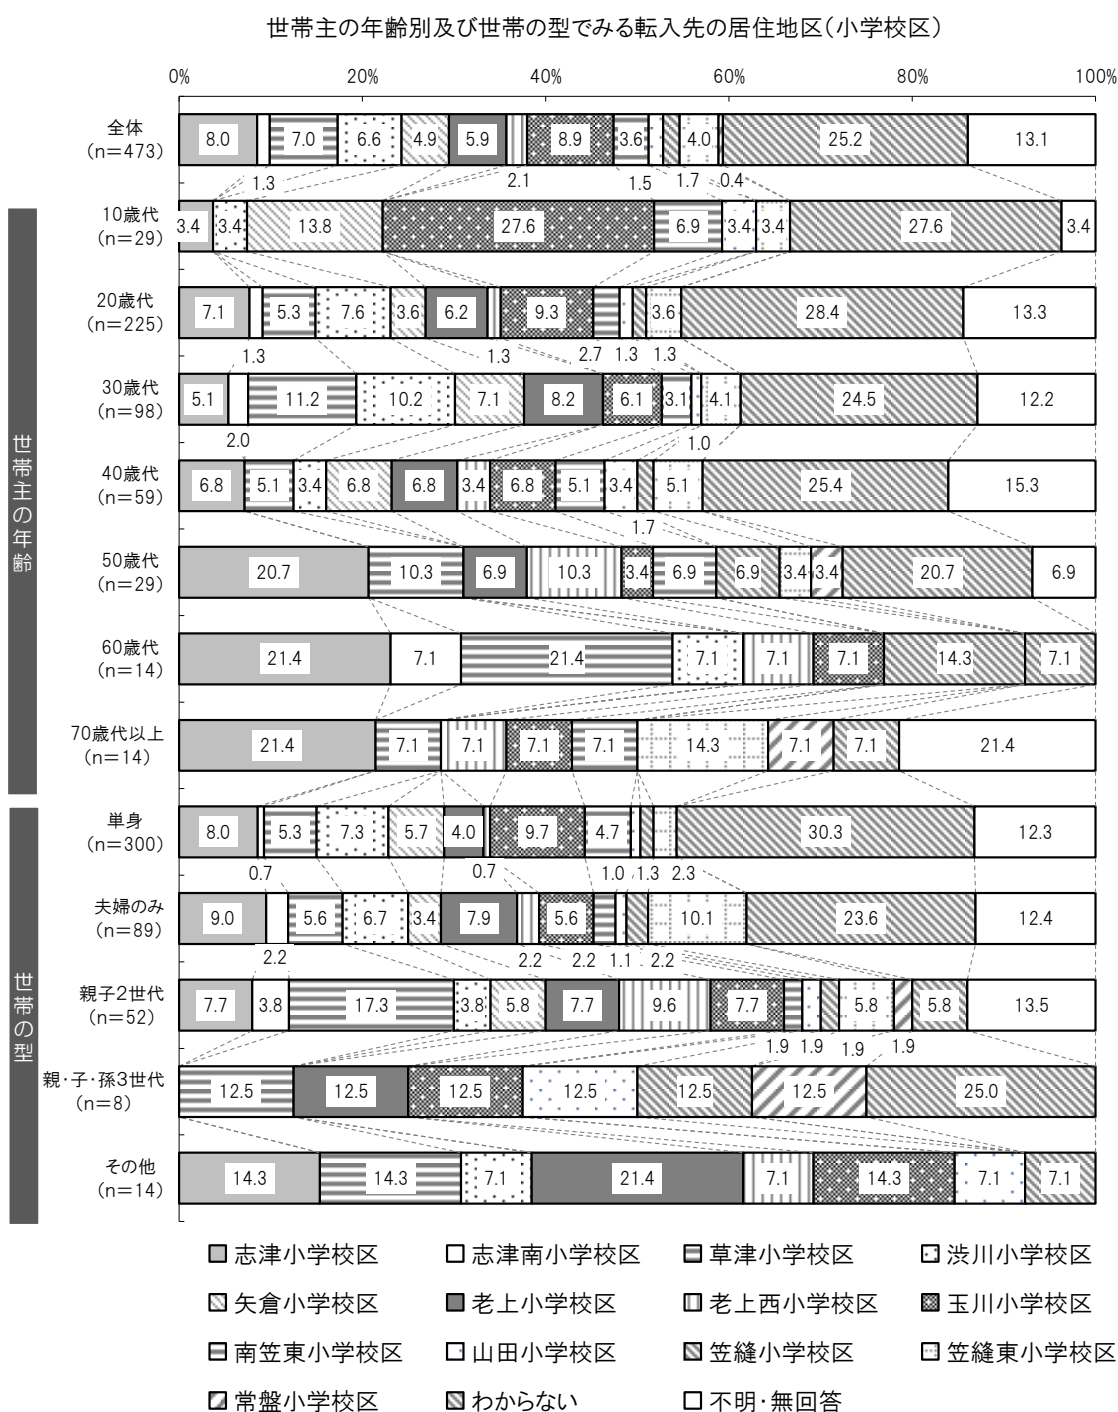 世帯主の年齢別及び世帯の型でみる転入先の居住地区(小学校区)
0% 20% 40% 60% 80% 100%
全体
(n=473)
8.0 7.0 6.6 4.9 5.9 8.9 3.6 4.0 25.2 13.1
1.3 2.1 1.5 1.7 0.4
世帯主の年齢
10歳代
(n=29)
3.4 3.4 13.8 27.6 6.9 3.4 3.4 27.6 3.4
20歳代
(n=225)
7.1 5.3 7.6 3.6 6.2 9.3 3.6 28.4 13.3
1.3 1.3 2.7 1.3 1.3
30歳代
(n=98)
5.1 11.2 10.2 7.1 8.2 6.1 3.1 4.1 24.5 12.2
2.0 1.0
40歳代
(n=59)
6.8 5.1 3.4 6.8 6.8 3.4 6.8 5.1 3.4 5.1 25.4 15.3
1.7
50歳代
(n=29)
20.7 10.3 6.9 10.3 3.4 6.9 6.9 3.4 3.4 20.7 6.9
60歳代
(n=14)
21.4 7.1 21.4 7.1 7.1 7.1 14.3 7.1
70歳代以上
(n=14)
21.4 7.1 7.1 7.1 7.1 14.3 7.1 7.1 21.4
世帯の型
単身
(n=300)
8.0 5.3 7.3 5.7 4.0 9.7 4.7 30.3 12.3
0.7 0.7 1.0 1.3 2.3
夫婦のみ
(n=89)
9.0 5.6 6.7 3.4 7.9 5.6 10.1 23.6 12.4
2.2 2.2 2.2 1.1 2.2
親子2世代
(n=52)
7.7 3.8 17.3 3.8 5.8 7.7 9.6 7.7 5.8 5.8 13.5
1.9 1.9 1.9 1.9
親・子・孫3世代
(n=8)
12.5 12.5 12.5 12.5 12.5 12.5 25.0
その他
(n=14)
14.3 14.3 7.1 21.4 7.1 14.3 7.1 7.1
志津小学校区 志津南小学校区 草津小学校区 渋川小学校区
矢倉小学校区 老上小学校区 老上西小学校区 玉川小学校区
南笠東小学校区 山田小学校区 笠縫小学校区 笠縫東小学校区
常盤小学校区 わからない 不明・無回答